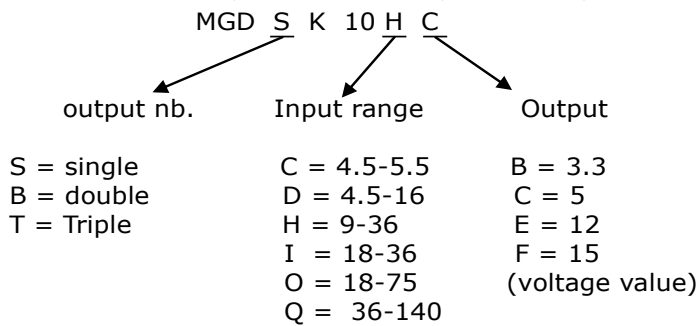 MGD S K 10 H C
output nb. Input range Output
S = single C = 4.5-5.5 B = 3.3
B = double D = 4.5-16 C = 5
T = Triple H = 9-36 E = 12
I = 18-36 F = 15
O = 18-75 (voltage value)
Q = 36-140